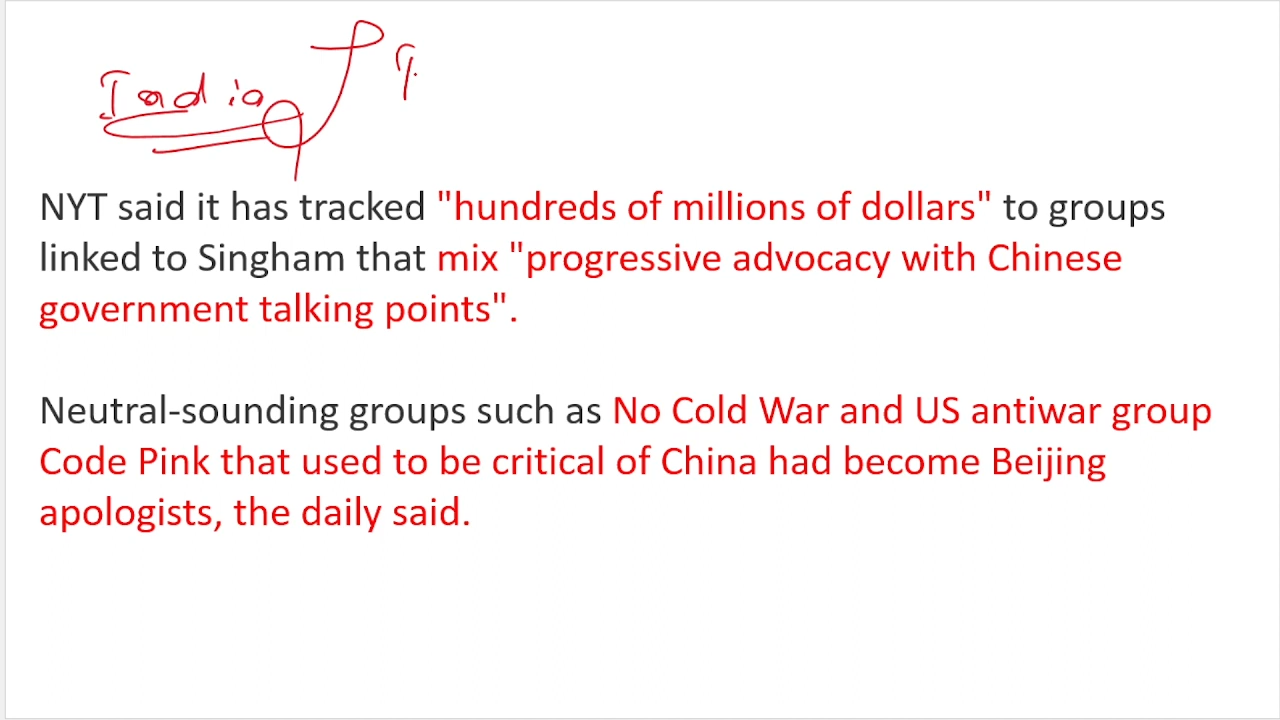 India
NYT said it has tracked "hundreds of millions of dollars" to groups
linked to Singham that mix "progressive advocacy with Chinese
government talking points".
Neutral-sounding groups such as No Cold War and US antiwar group
Code Pink that used to be critical of China had become Beijing
apologists, the daily said.